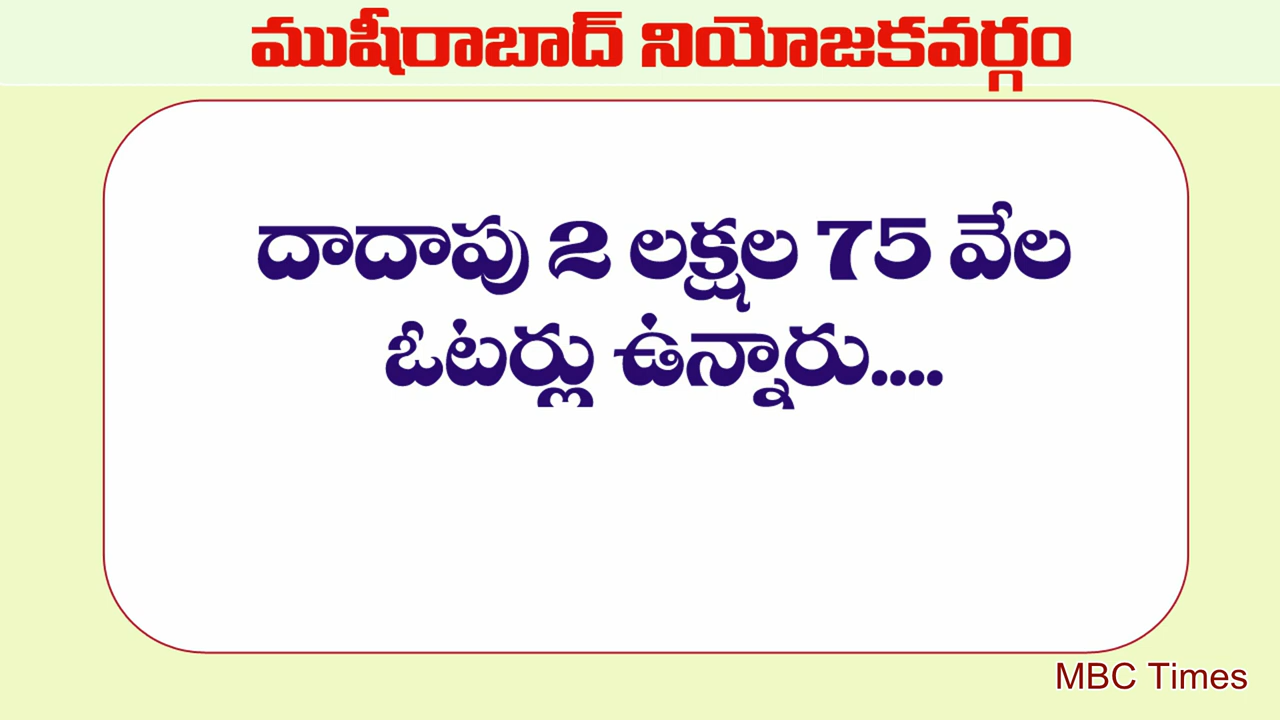 ముషీరాబాద్ నియోజకవర్గం
దాదాపు 2 లక్షల 75 వేల
ఓటర్లు ఉన్నారు....
MBC Times